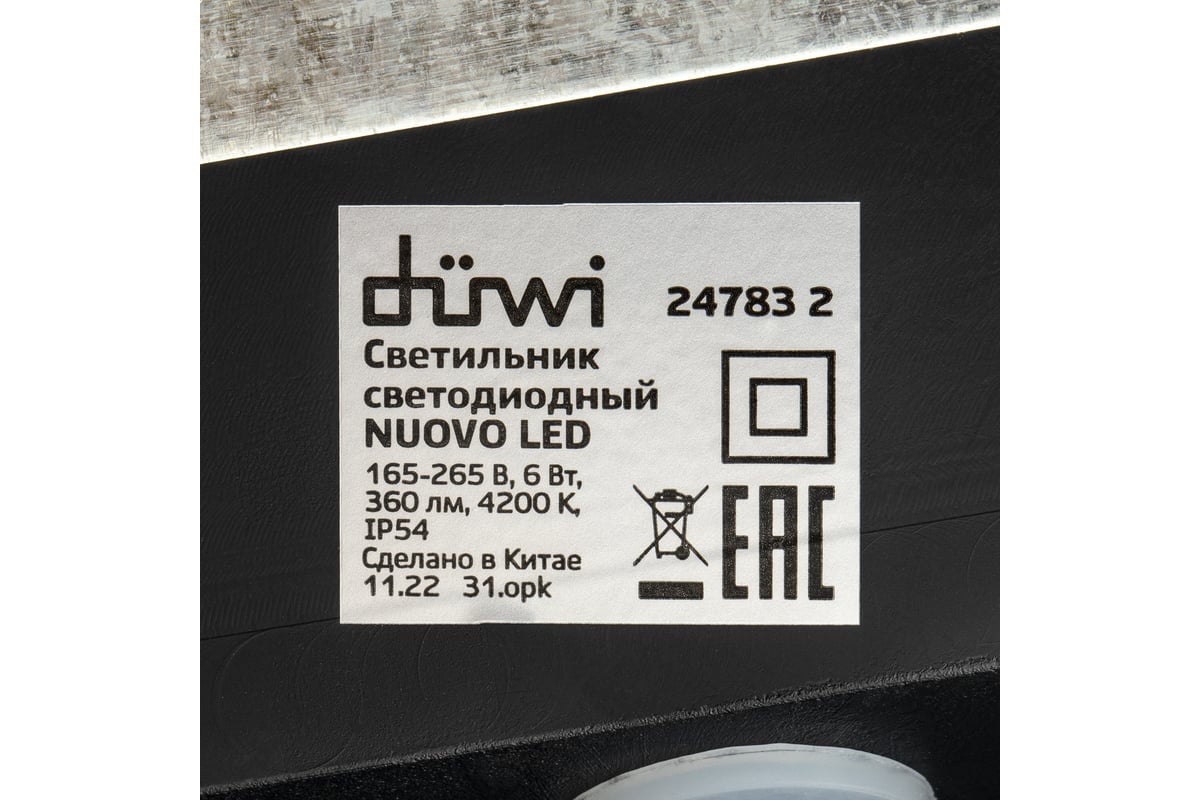 düwi
24783 2
Светильник
светодиодный
NUOVO LED
165-265 В, 6 Вт,
360 лм, 4200 K,
IP54
Сделано в Китае
11.22 31.opk
EAC